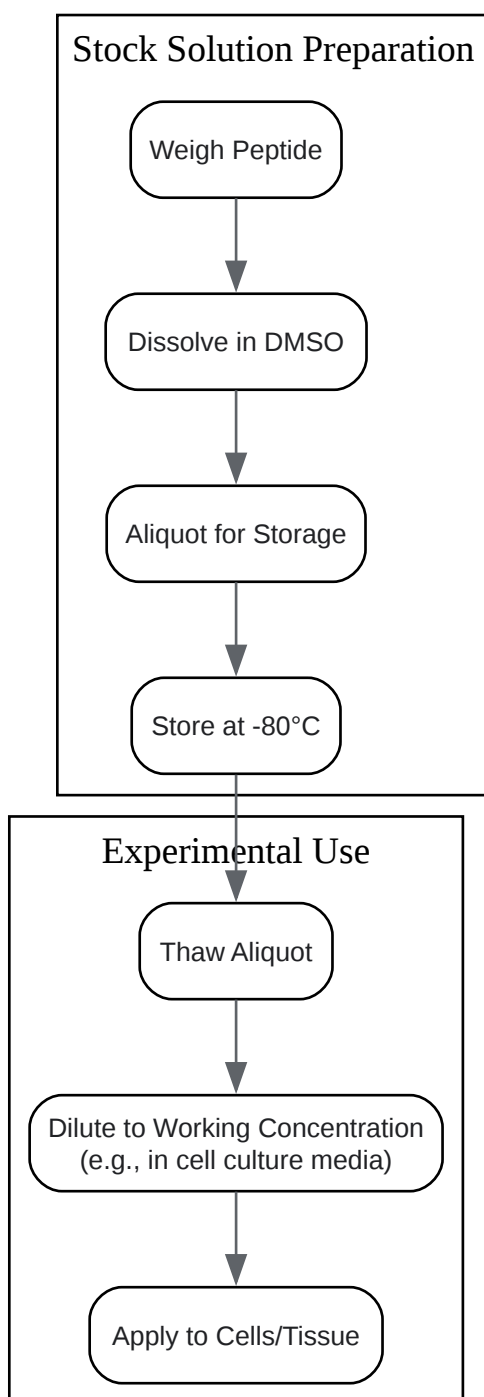 Stock Solution Preparation
Weigh Peptide
Dissolve in DMSO
Aliquot for Storage
Store at -80°C
Experimental Use
Thaw Aliquot
Dilute to Working Concentration
(e.g., in cell culture media)
Apply to Cells/Tissue